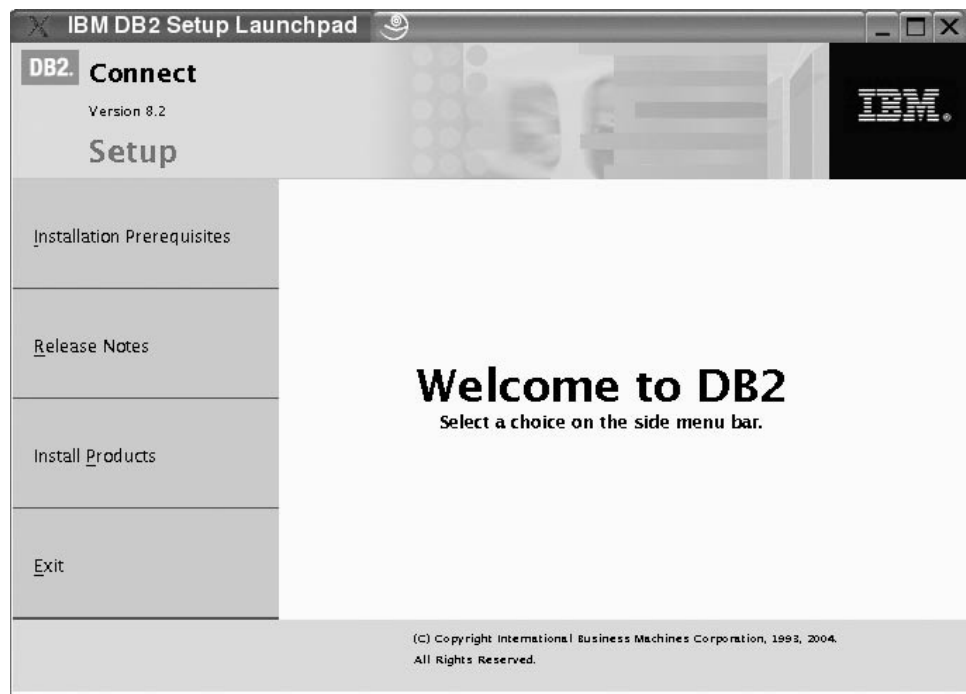 IBM DB2 Setup Launchpad
DB2. Connect
Version 8.2
Setup
IBM®
Installation Prerequisites
Release Notes
Install Products
Exit
Welcome to DB2
Select a choice on the side menu bar.
(C) Copyright International Business Machines Corporation, 1993, 2004.
All Rights Reserved.